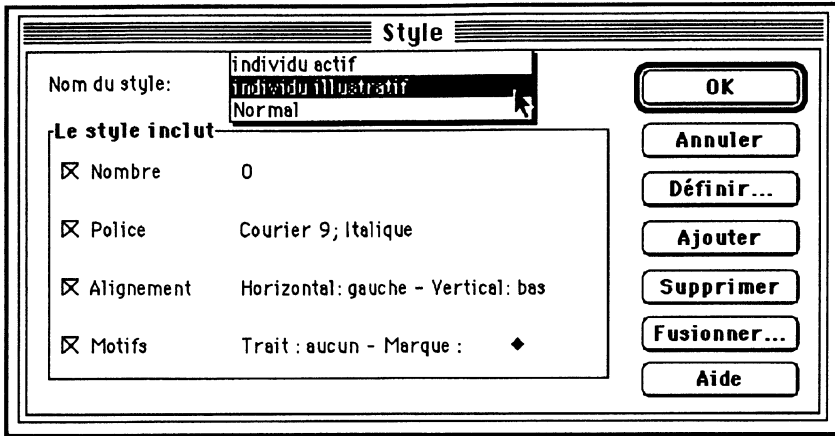 Style
Nom du style:
individu actif
individu illustratif
Normal
Le style inclut
Nombre 0
Police Courier 9; Italique
Alignement Horizontal: gauche - Vertical: bas
Motifs Trait : aucun - Marque : ◆
OK
Annuler
Définir...
Ajouter
Supprimer
Fusionner...
Aide